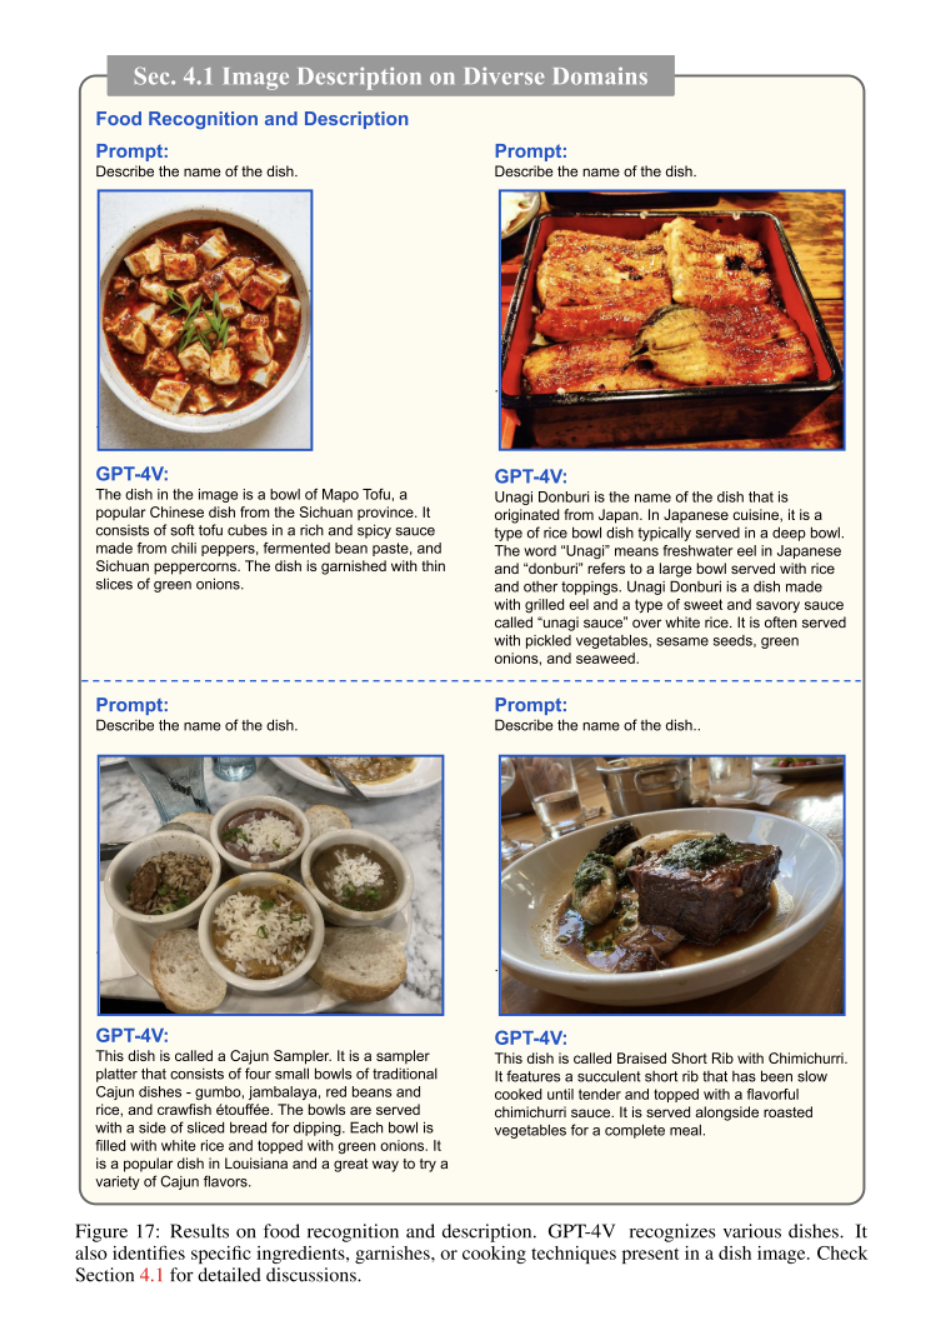 Sec. 4.1 Image Description on Diverse Domains
Food Recognition and Description
Prompt:
Describe the name of the dish.
GPT-4V:
The dish in the image is a bowl of Mapo Tofu, a
popular Chinese dish from the Sichuan province. It
consists of soft tofu cubes in a rich and spicy sauce
made from chili peppers, fermented bean paste, and
Sichuan peppercorns. The dish is garnished with thin
slices of green onions.
Prompt:
Describe the name of the dish.
GPT-4V:
Unagi Donburi is the name of the dish that is
originated from Japan. In Japanese cuisine, it is a
type of rice bowl dish typically served in a deep bowl.
The word “Unagi” means freshwater eel in Japanese
and “donburi” refers to a large bowl served with rice
and other toppings. Unagi Donburi is a dish made
with grilled eel and a type of sweet and savory sauce
called “unagi sauce” over white rice. It is often served
with pickled vegetables, sesame seeds, green
onions, and seaweed.
Prompt:
Describe the name of the dish.
GPT-4V:
This dish is called a Cajun Sampler. It is a sampler
platter that consists of four small bowls of traditional
Cajun dishes - gumbo, jambalaya, red beans and
rice, and crawfish étouffée. The bowls are served
with a side of sliced bread for dipping. Each bowl is
filled with white rice and topped with green onions. It
is a popular dish in Louisiana and a great way to try a
variety of Cajun flavors.
Prompt:
Describe the name of the dish..
GPT-4V:
This dish is called Braised Short Rib with Chimichurri.
It features a succulent short rib that has been slow
cooked until tender and topped with a flavorful
chimichurri sauce. It is served alongside roasted
vegetables for a complete meal.
Figure 17: Results on food recognition and description. GPT-4V recognizes various dishes. It
also identifies specific ingredients, garnishes, or cooking techniques present in a dish image. Check
Section 4.1 for detailed discussions.